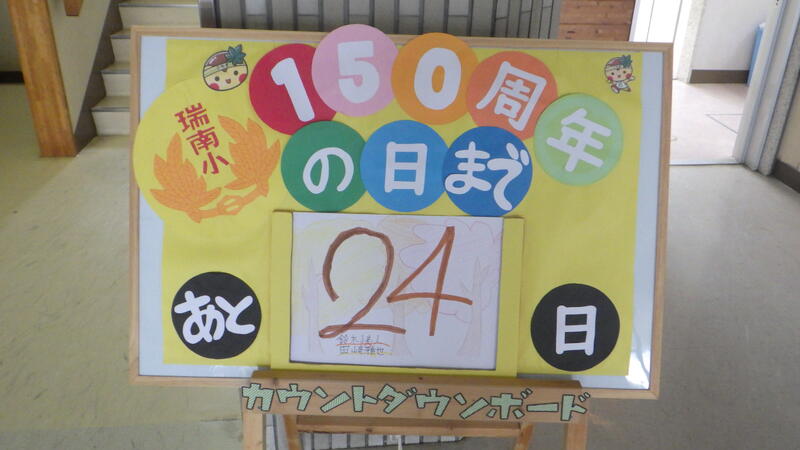 瑞南小
150周年
の日まで
あと
24
日
カウントダウンボード